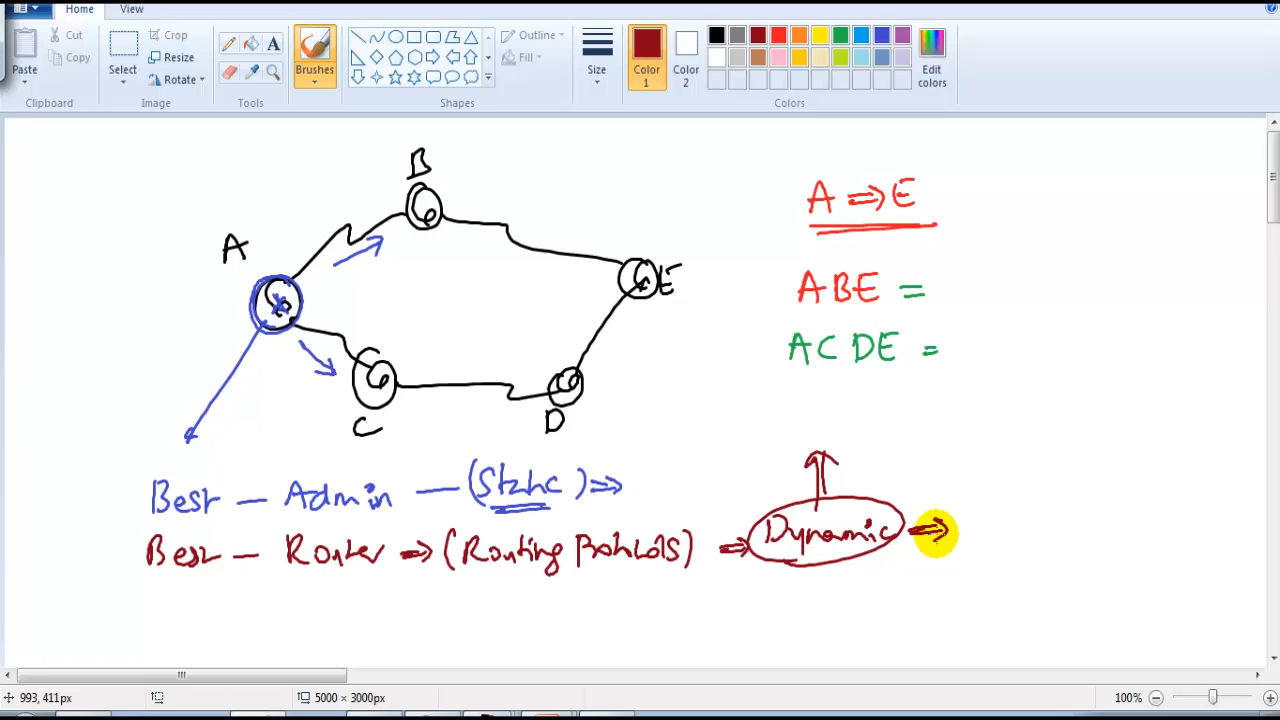 Home View
Cut
Copy
Paste
Clipboard
Select
Crop
Resize
Rotate
Image
A
Tools
Brushes
Shapes
Outline
Fill
Size
Color 1
Color 2
Colors
Edit colors
B
A
E
C
D
A ⇒ E
ABE =
ACDE =
Best — Admin — (Static) ⇒
Best — Router ⇒ (Routing Protocols) ⇒ Dynamic ⇒
993, 411px
5000 × 3000px
100%